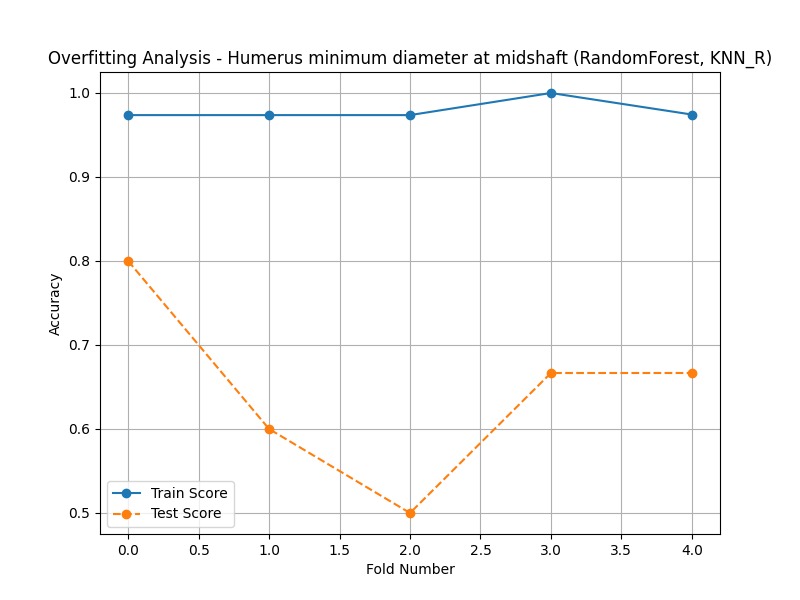 Overfitting Analysis - Humerus minimum diameter at midshaft (RandomForest, KNN_R)
1.0
0.9
0.8
0.7
0.6
0.5
Accuracy
Train Score
Test Score
0.0 0.5 1.0 1.5 2.0 2.5 3.0 3.5 4.0
Fold Number